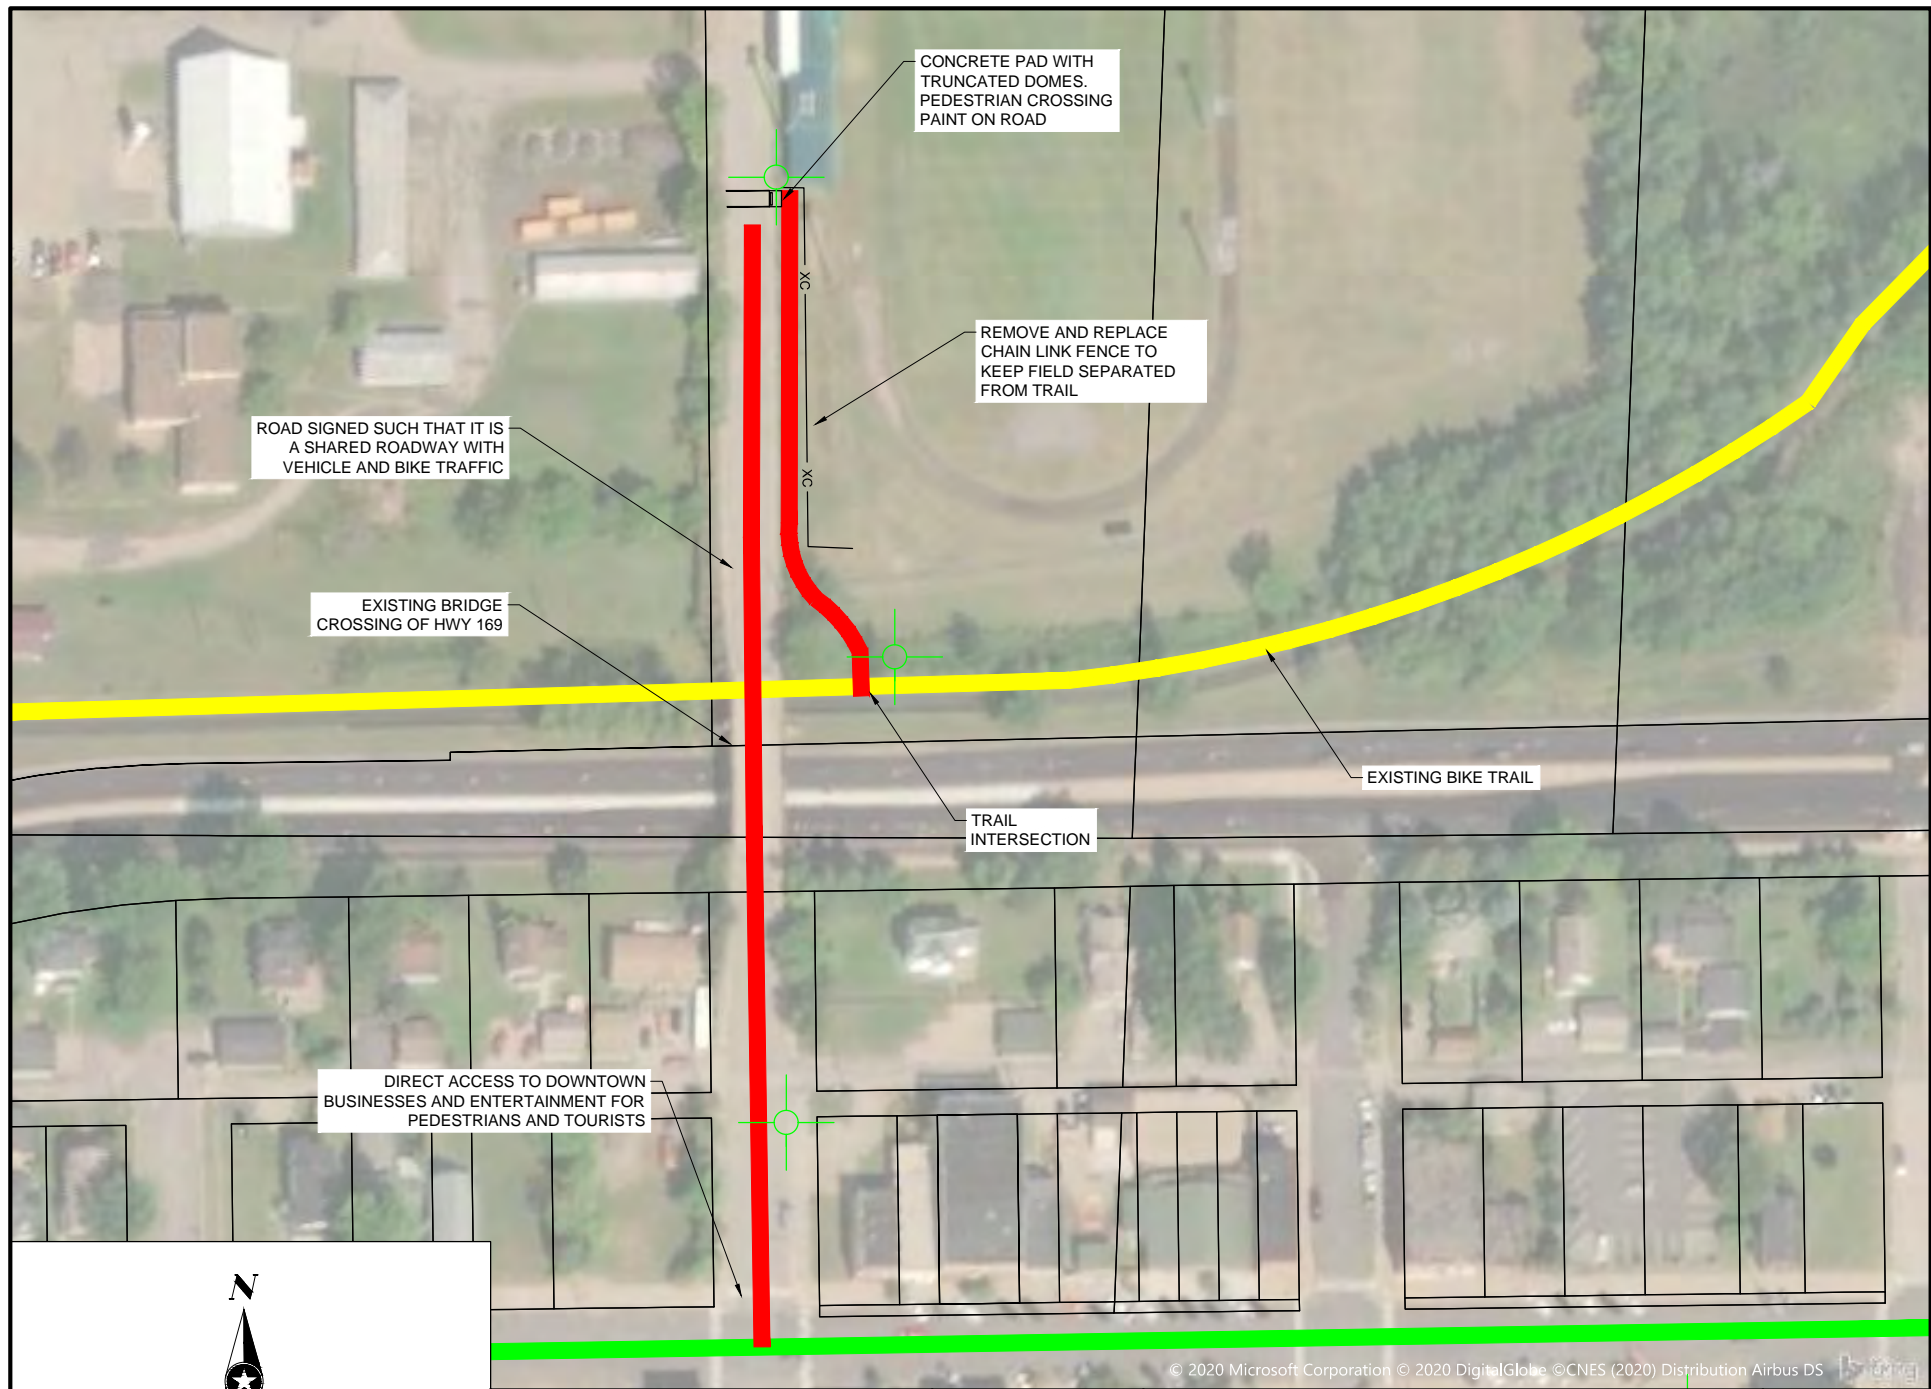 CONCRETE PAD WITH
TRUNCATED DOMES.
PEDESTRIAN CROSSING
PAINT ON ROAD
XC
REMOVE AND REPLACE
CHAIN LINK FENCE TO
KEEP FIELD SEPARATED
FROM TRAIL
ROAD SIGNED SUCH THAT IT IS
A SHARED ROADWAY WITH
VEHICLE AND BIKE TRAFFIC
XC
EXISTING BRIDGE
CROSSING OF HWY 169
EXISTING BIKE TRAIL
TRAIL
INTERSECTION
DIRECT ACCESS TO DOWNTOWN
BUSINESSES AND ENTERTAINMENT FOR
PEDESTRIANS AND TOURISTS
N
© 2020 Microsoft Corporation © 2020 DigitalGlobe ©CNES (2020) Distribution Airbus DS